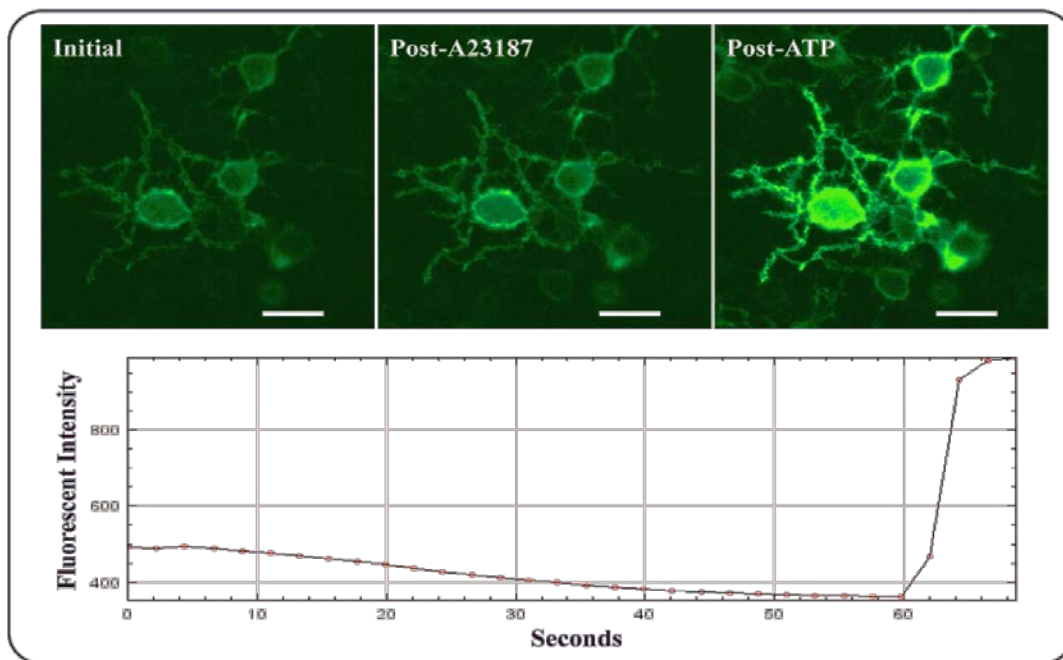 Initial
Post-A23187
Post-ATP
Fluorescent Intensity
800
600
400
0 10 20 30 40 50 60
Seconds